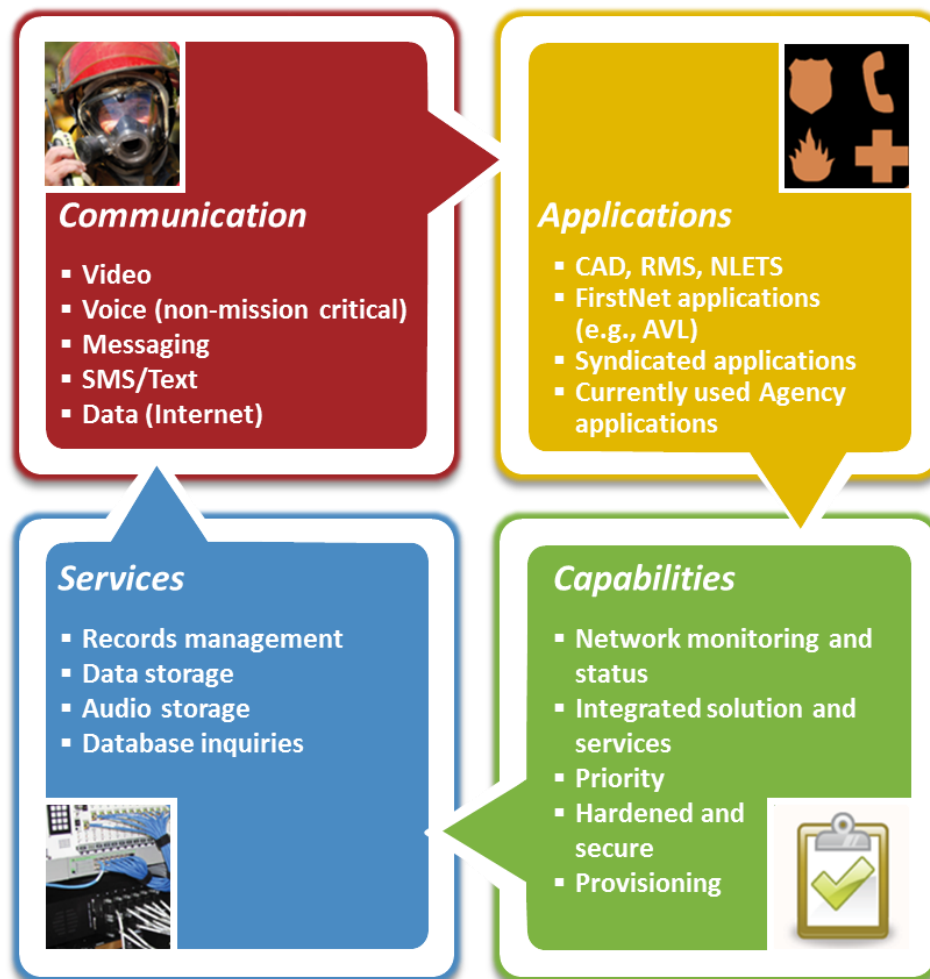 Communication
▪ Video
▪ Voice (non-mission critical)
▪ Messaging
▪ SMS/Text
▪ Data (Internet)
Applications
▪ CAD, RMS, NLETS
▪ FirstNet applications
(e.g., AVL)
▪ Syndicated applications
▪ Currently used Agency
applications
Services
▪ Records management
▪ Data storage
▪ Audio storage
▪ Database inquiries
Capabilities
▪ Network monitoring and
status
▪ Integrated solution and
services
▪ Priority
▪ Hardened and
secure
▪ Provisioning